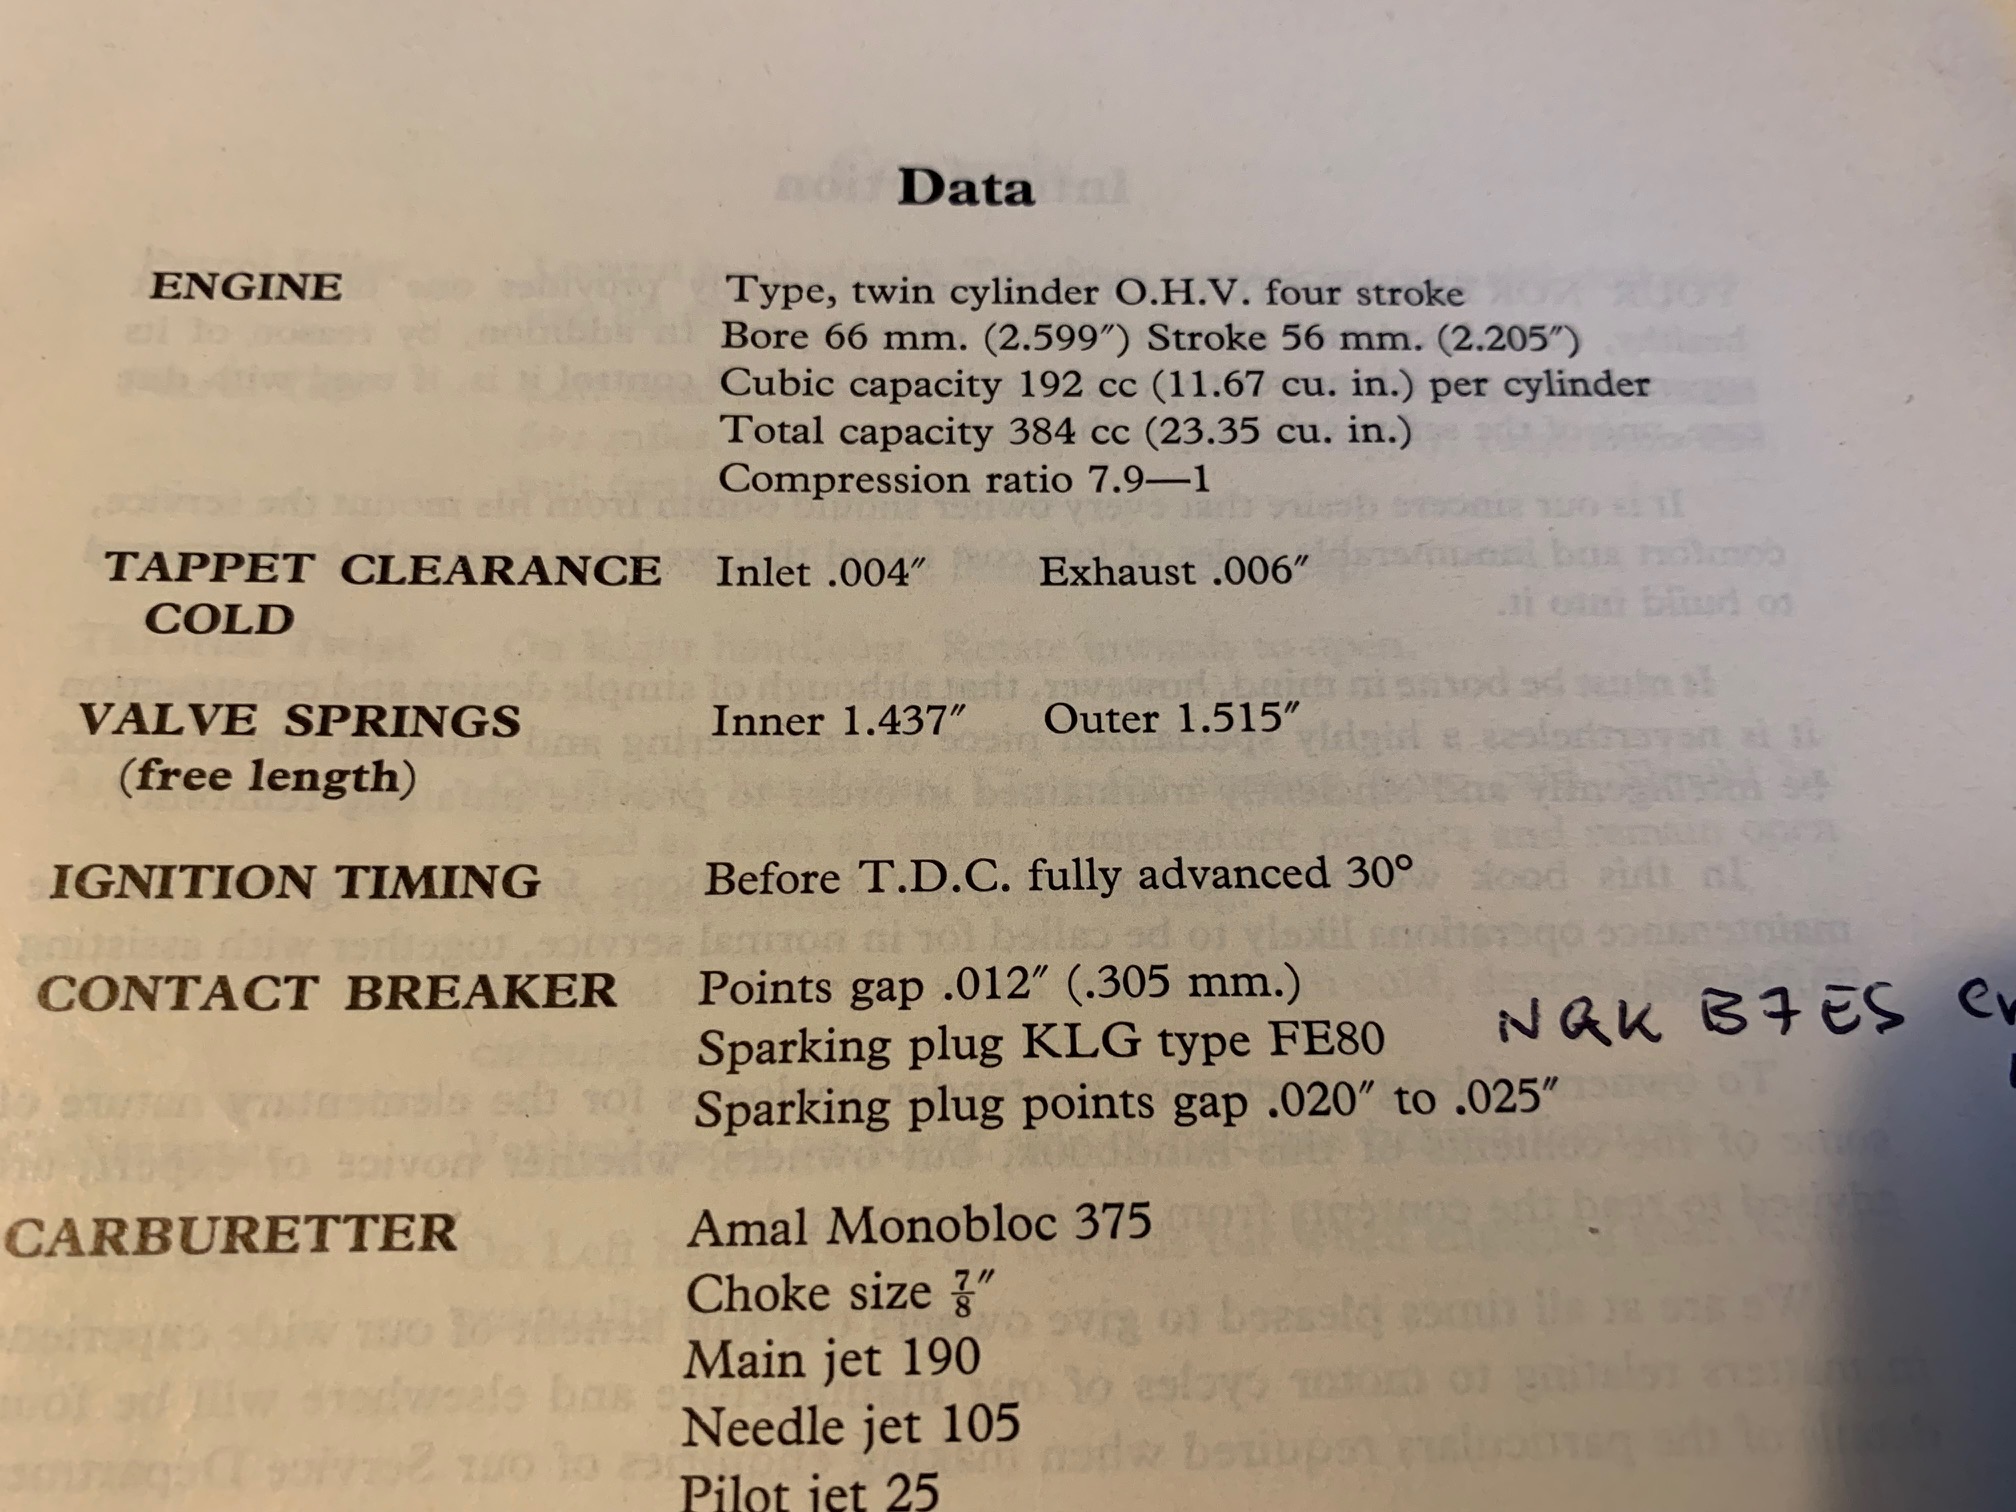 Data
ENGINE Type, twin cylinder O.H.V. four stroke
Bore 66 mm. (2.599″) Stroke 56 mm. (2.205″)
Cubic capacity 192 cc (11.67 cu. in.) per cylinder
Total capacity 384 cc (23.35 cu. in.)
Compression ratio 7.9—1
TAPPET CLEARANCE Inlet .004″ Exhaust .006″
COLD
VALVE SPRINGS Inner 1.437″ Outer 1.515″
(free length)
IGNITION TIMING Before T.D.C. fully advanced 30°
CONTACT BREAKER Points gap .012″ (.305 mm.)
Sparking plug KLG type FE80 NGK B7ES
Sparking plug points gap .020″ to .025″
CARBURETTER Amal Monobloc 375
Choke size ⅞″
Main jet 190
Needle jet 105
Pilot jet 25